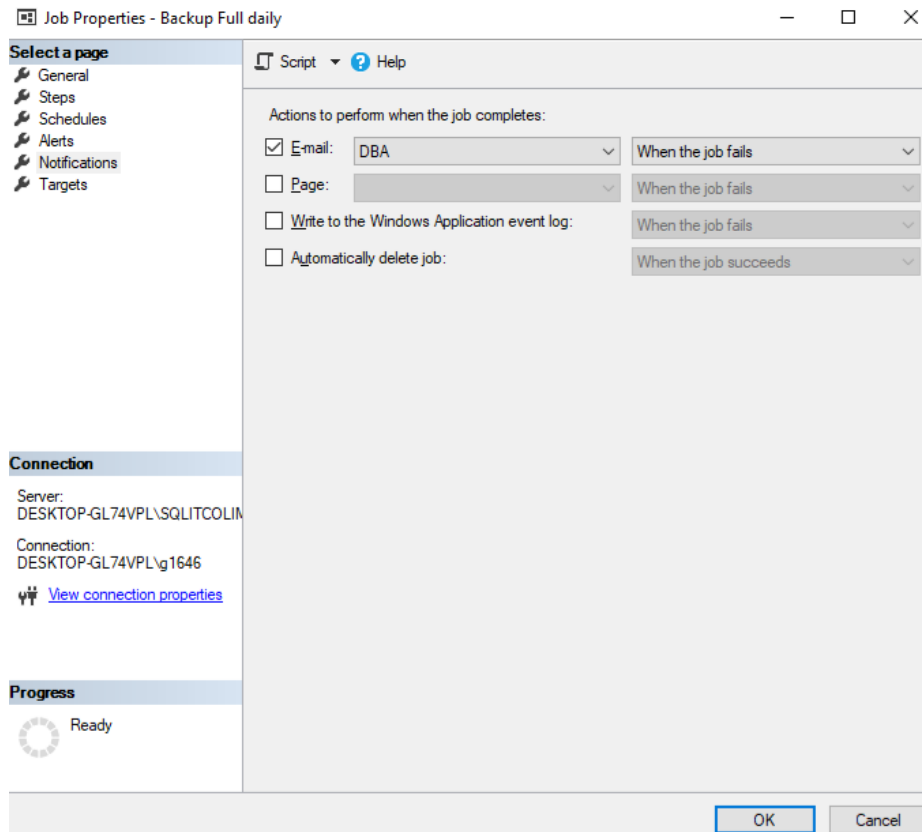 Job Properties - Backup Full daily
Select a page
General
Steps
Schedules
Alerts
Notifications
Targets
Script
Help
Actions to perform when the job completes:
E-mail: DBA When the job fails
Page: When the job fails
Write to the Windows Application event log: When the job fails
Automatically delete job: When the job succeeds
Connection
Server:
DESKTOP-GL74VPL\SQLITCOLIM
Connection:
DESKTOP-GL74VPL\g1646
View connection properties
Progress
Ready
OK Cancel